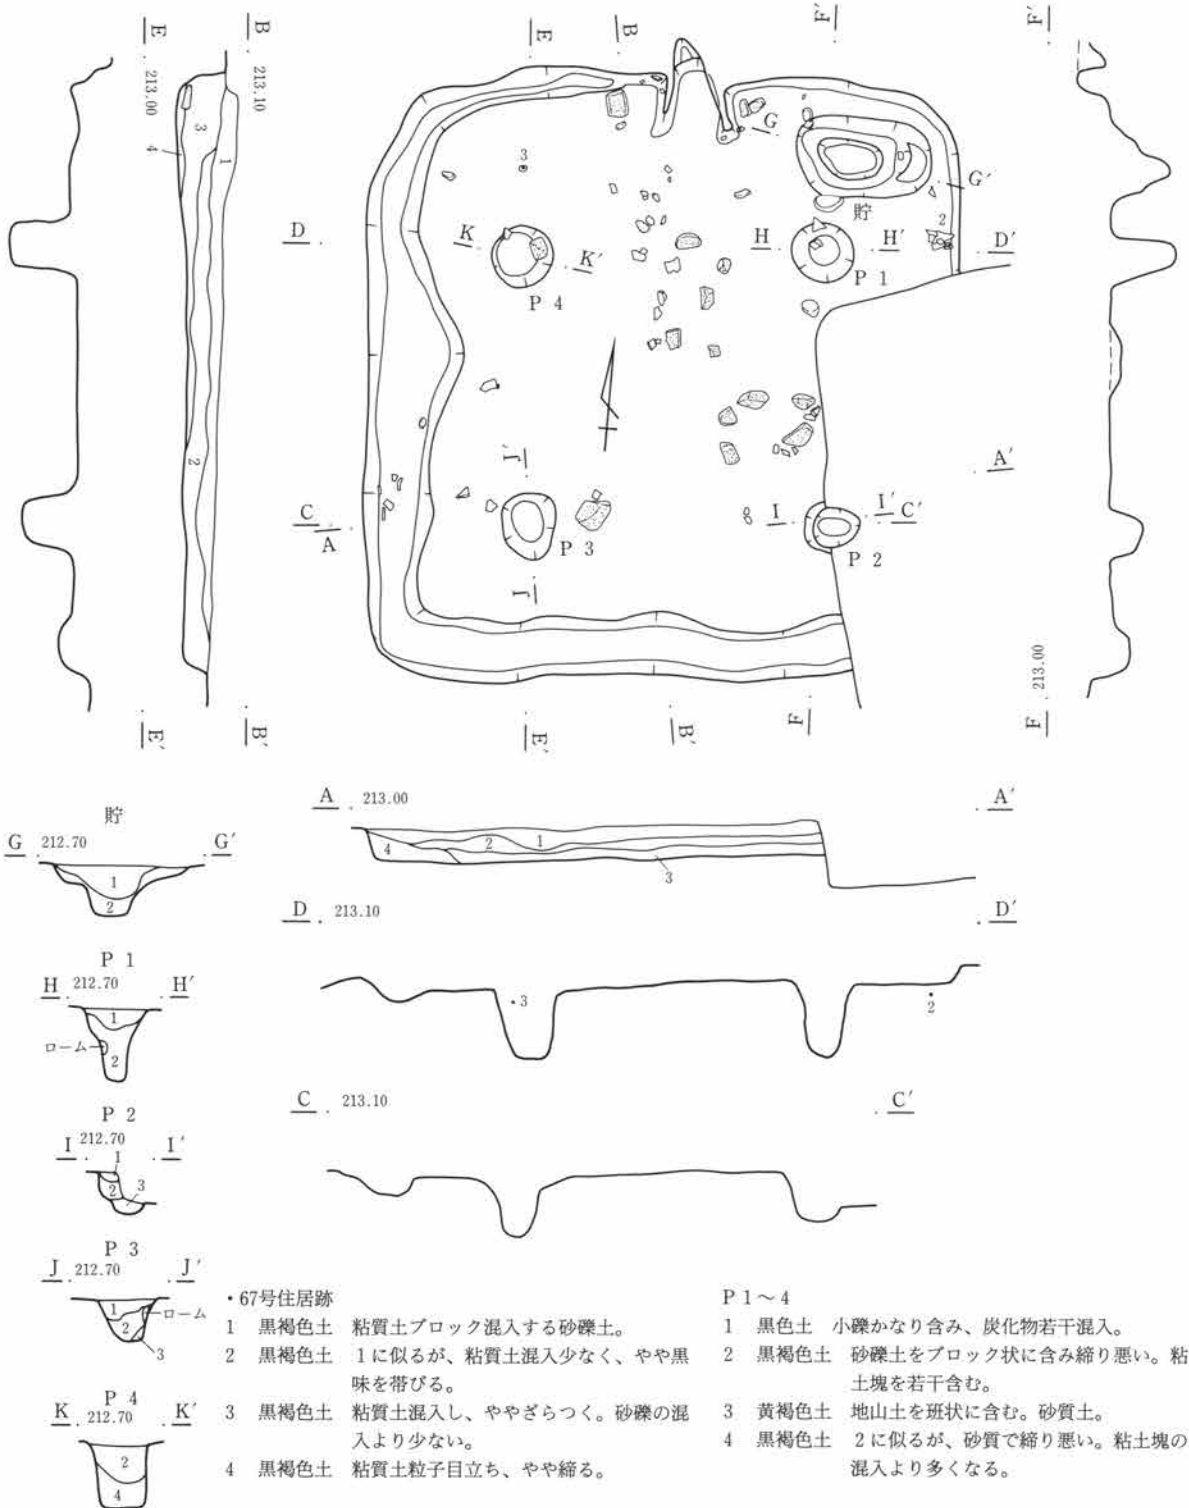 E
B
F′
F′
213.00
213.10
E
B
3
1
4
2
G
G′
3
貯
2
D
K
K′
H
H′
D′
P 4
P 1
J′
A′
C
A
I
I′
C′
P 3
P 2
J
213.00
F
F
E′
B′
E′
B′
貯
G 212.70 G′
1
2
P 1
H 212.70 H′
1
ローム
2
P 2
I 212.70 I′
1
2
3
P 3
J 212.70 J′
1
ローム
2
3
P 4
K 212.70 K′
2
4
A 213.00 A′
4
2
1
3
D 213.10 D′
3
2
C 213.10 C′
・67号住居跡
1 黒褐色土 粘質土ブロック混入する砂礫土。
2 黒褐色土 1に似るが、粘質土混入少なく、やや黒
味を帯びる。
3 黒褐色土 粘質土混入し、ややざらつく。砂礫の混
入より少ない。
4 黒褐色土 粘質土粒子目立ち、やや締る。
P 1〜4
1 黒色土 小礫かなり含み、炭化物若干混入。
2 黒褐色土 砂礫土をブロック状に含み締り悪い。粘
土塊を若干含む。
3 黄褐色土 地山土を班状に含む。砂質土。
4 黒褐色土 2に似るが、砂質で締り悪い。粘土塊の
混入より多くなる。